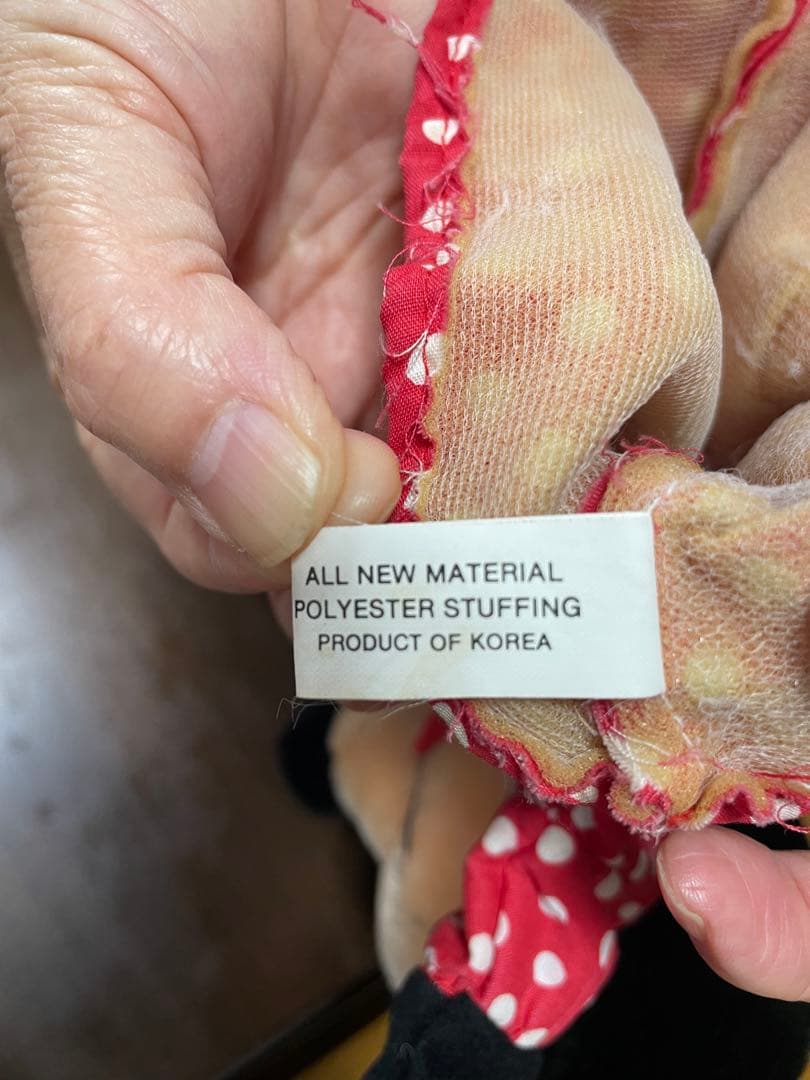 ALL NEW MATERIAL
POLYESTER STUFFING
PRODUCT OF KOREA